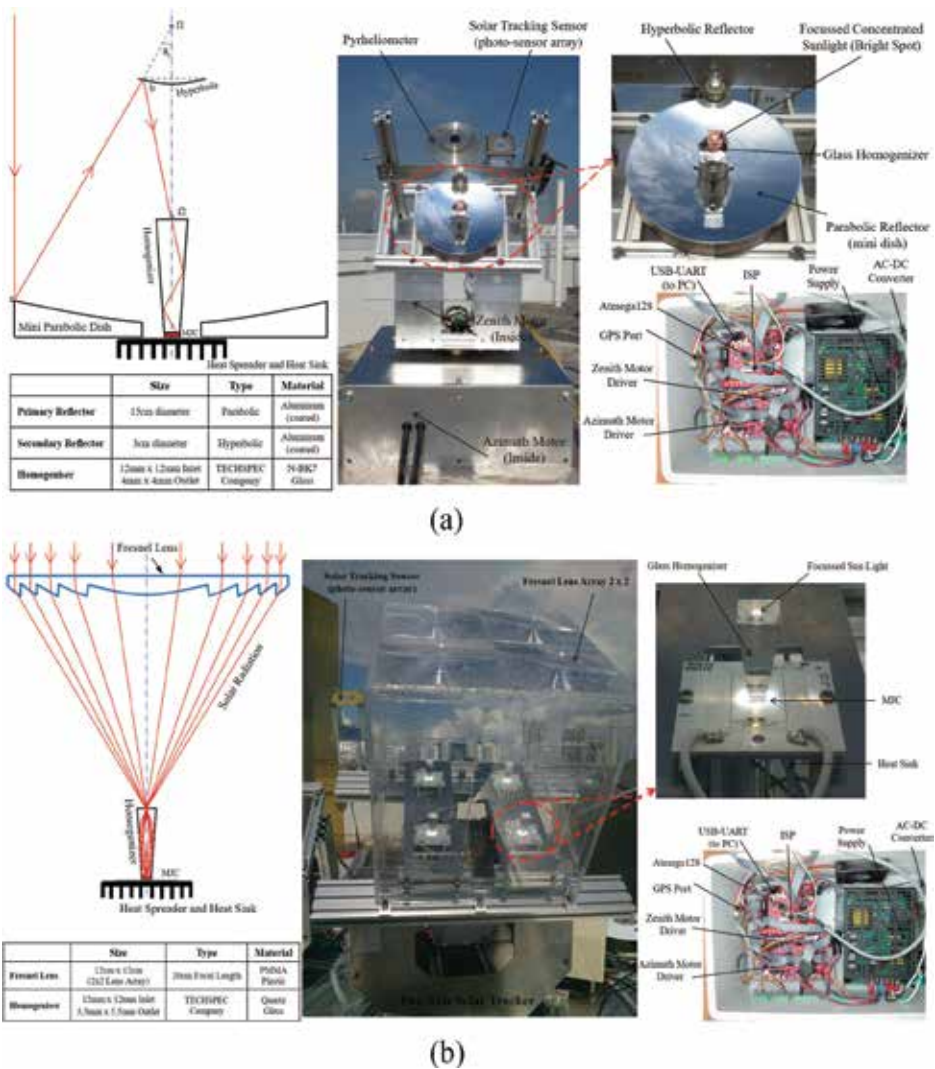 Hyperbola
Homogenizer
MJC
Mini Parabolic Dish
Heat Spreader and Heat Sink
Size Type Material
Primary Reflector 15cm diameter Parabolic Aluminum (coated)
Secondary Reflector 3cm diameter Hyperbolic Aluminum (coated)
Homogeniser 12mm x 12mm Inlet 4mm x 4mm Outlet TECHSPEC Company N-BK7 Glass
Pyrheliometer
Solar Tracking Sensor
(photo-sensor array)
Zenith Motor
(Inside)
Azimuth Motor
(Inside)
Hyperbolic Reflector
Focussed Concentrated
Sunlight (Bright Spot)
Glass Homogenizer
Parabolic Reflector
(mini dish)
USB-UART
(to PC)
ISP
Power
Supply
AC-DC
Converter
Atmega128
GPS Port
Zenith Motor
Driver
Azimuth Motor
Driver
(a)
Fresnel Lens
Solar Radiation
Homogenizer
MJC
Heat Spreader and Heat Sink
Size Type Material
Fresnel Lens 12cm x 12cm (2x2 Lens Array) 20cm Focal Length PMMA Plastic
Homogeniser 12mm x 12mm Inlet 5.5mm x 5.5mm Outlet TECHSPEC Company Quartz Glass
Solar Tracking Sensor
(photo-sensor array)
Fresnel Lens Array 2 x 2
Two Axis Solar Tracker
Glass Homogenizer
Focussed Sun Light
MJC
Heat Sink
USB-UART
(to PC)
ISP
Power
Supply
AC-DC
Converter
Atmega128
GPS Port
Zenith Motor
Driver
Azimuth Motor
Driver
(b)